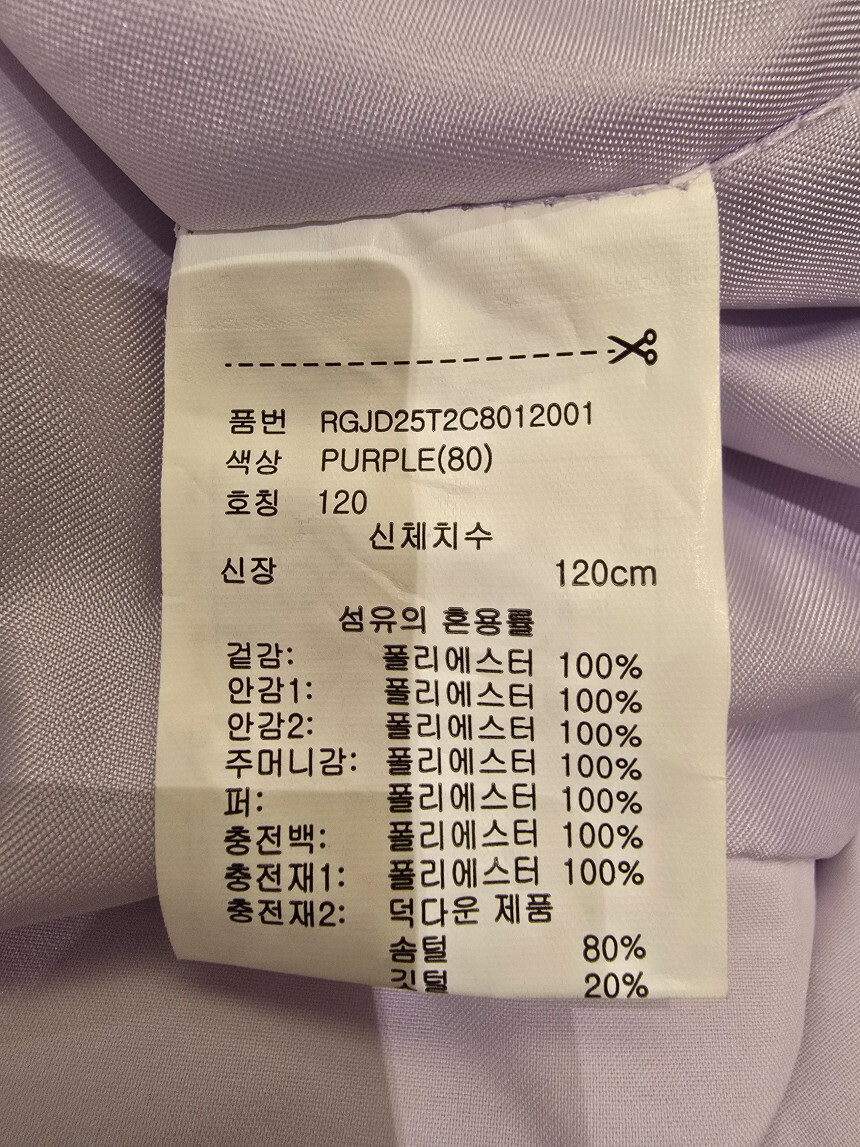 품번 RGJD25T2C8012001
색상 PURPLE(80)
호칭 120
신체치수
신장 120cm
섬유의 혼용률
겉감: 폴리에스터 100%
안감1: 폴리에스터 100%
안감2: 폴리에스터 100%
주머니감: 폴리에스터 100%
퍼: 폴리에스터 100%
충전백: 폴리에스터 100%
충전재1: 폴리에스터 100%
충전재2: 덕다운 제품
솜털 80%
깃털 20%